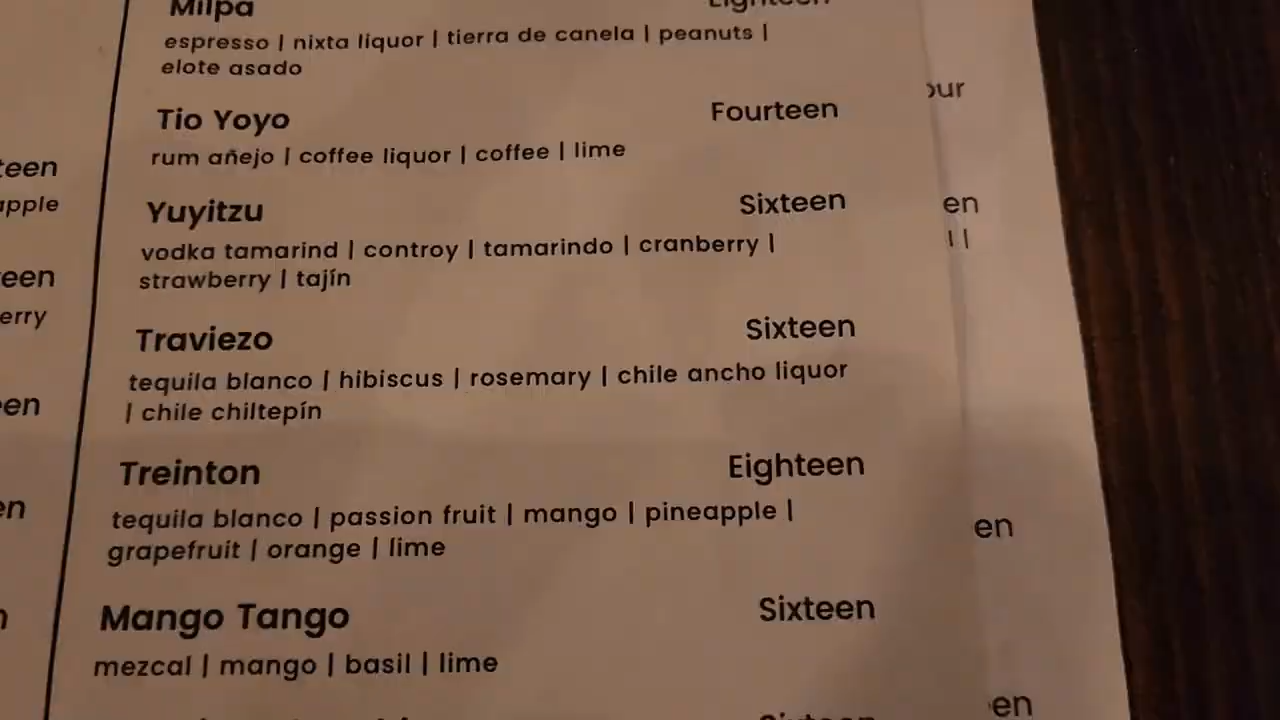 Milpa Eighteen
espresso | nixta liquor | tierra de canela | peanuts |
elote asado
Tio Yoyo Fourteen
rum añejo | coffee liquor | coffee | lime
Yuyitzu Sixteen
vodka tamarind | controy | tamarindo | cranberry |
strawberry | tajín
Traviezo Sixteen
tequila blanco | hibiscus | rosemary | chile ancho liquor
| chile chiltepín
Treinton Eighteen
tequila blanco | passion fruit | mango | pineapple |
grapefruit | orange | lime
Mango Tango Sixteen
mezcal | mango | basil | lime
Sixteen